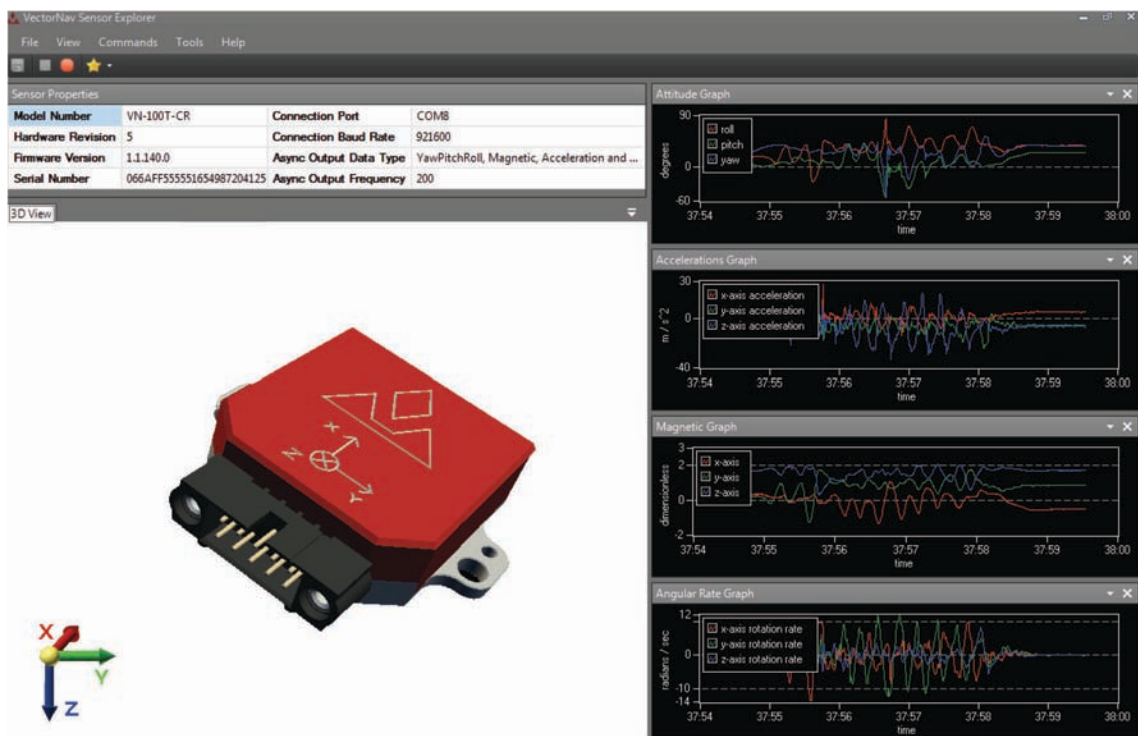 VectorNav Sensor Explorer
File View Commands Tools Help
Sensor Properties
Model Number VN-100T-CR Connection Port COM8
Hardware Revision 5 Connection Baud Rate 921600
Firmware Version 1.1.140.0 Async Output Data Type YawPitchRoll, Magnetic, Acceleration and ...
Serial Number 066AFF555551654987204125 Async Output Frequency 200
3D View
X
Y
Z
X
Y
Z
Attitude Graph
90
0
-60
degrees
roll
pitch
yaw
37:54 37:55 37:56 37:57 37:58 37:59 38:00
time
Accelerations Graph
30
0
-40
m / s^2
x-axis acceleration
y-axis acceleration
z-axis acceleration
37:54 37:55 37:56 37:57 37:58 37:59 38:00
time
Magnetic Graph
3
2
0
-2
dimensionless
x-axis
y-axis
z-axis
37:54 37:55 37:56 37:57 37:58 37:59 38:00
time
Angular Rate Graph
12
0
-10
-14
radians / sec
x-axis rotation rate
y-axis rotation rate
z-axis rotation rate
37:54 37:55 37:56 37:57 37:58 37:59 38:00
time